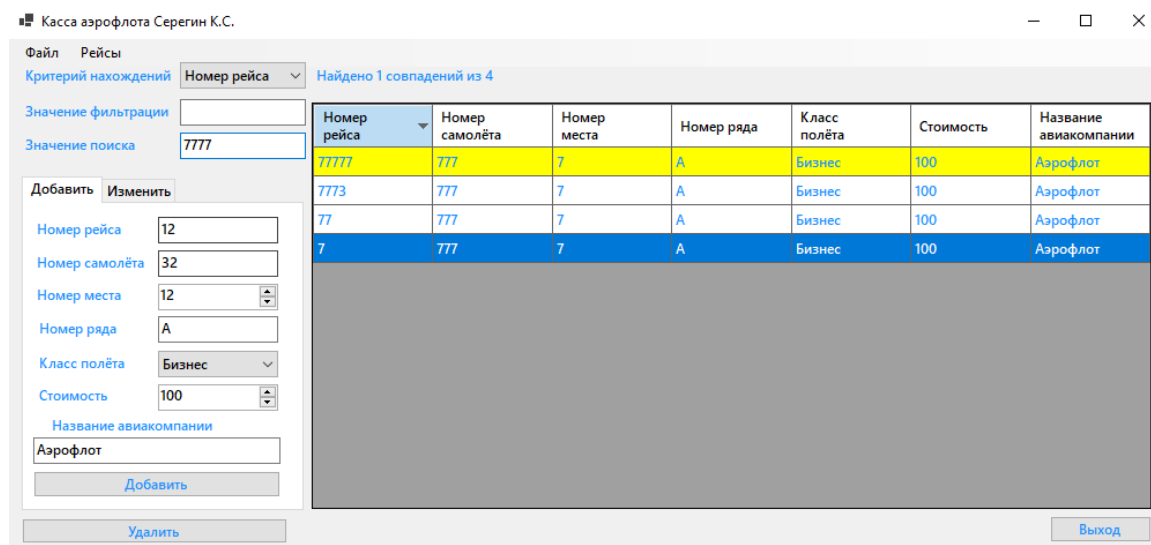 Касса аэрофлота Серегин К.С.
Файл Рейсы
Критерий нахождений Номер рейса Найдено 1 совпадений из 4
Значение фильтрации
Значение поиска 7777
Добавить Изменить
Номер рейса 12
Номер самолёта 32
Номер места 12
Номер ряда А
Класс полёта Бизнес
Стоимость 100
Название авиакомпании
Аэрофлот
Добавить
Удалить
Номер рейса Номер самолёта Номер места Номер ряда Класс полёта Стоимость Название авиакомпании
77777 777 7 А Бизнес 100 Аэрофлот
7773 777 7 А Бизнес 100 Аэрофлот
77 777 7 А Бизнес 100 Аэрофлот
7 777 7 А Бизнес 100 Аэрофлот
Выход